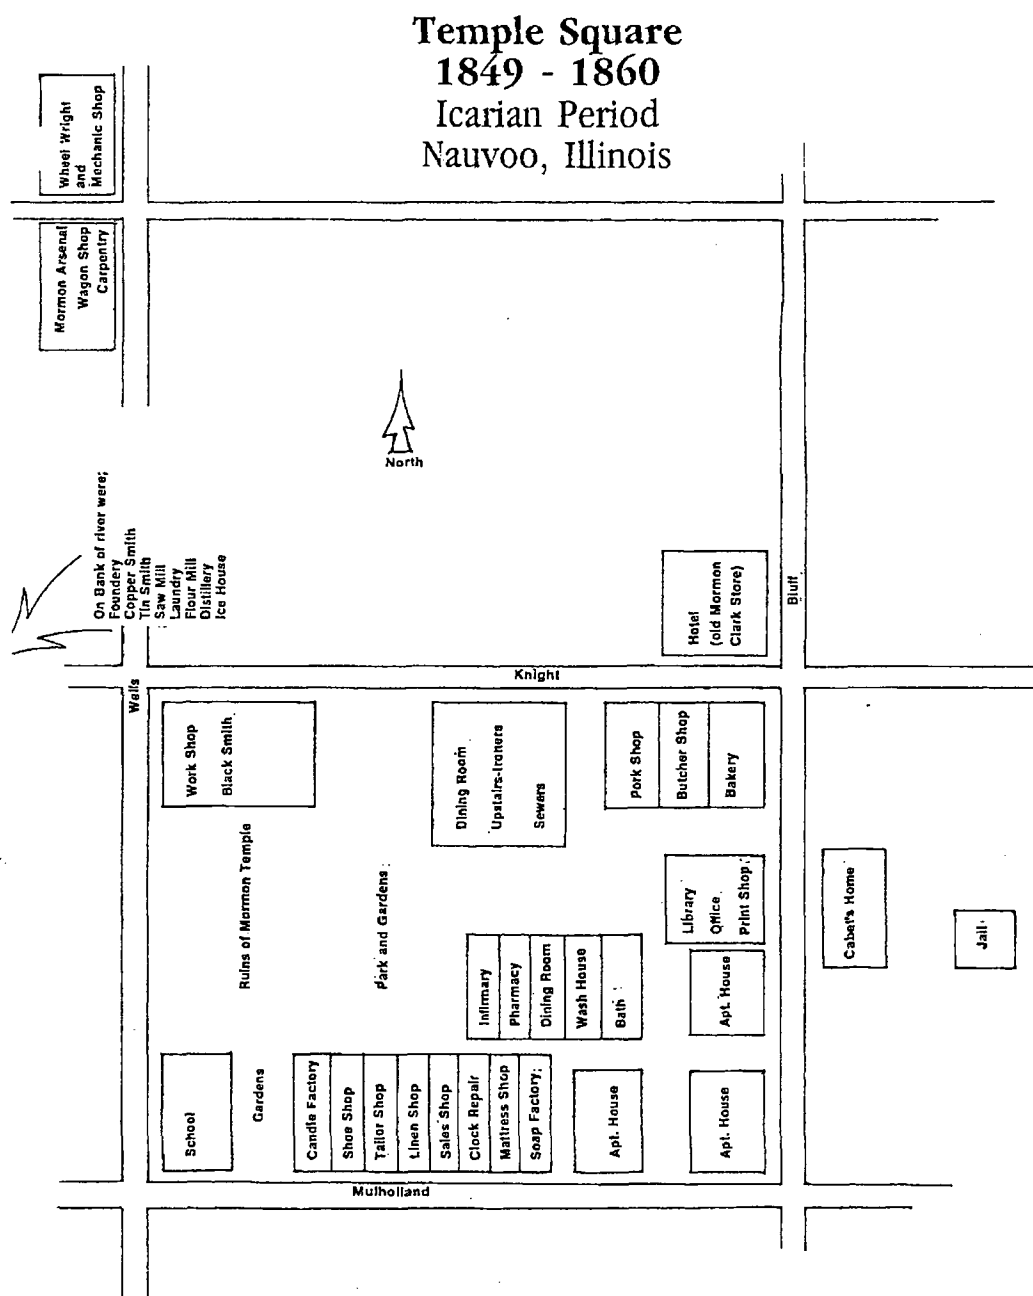 Temple Square
1849 - 1860
Icarian Period
Nauvoo, Illinois
Wheel Wright
and
Mechanic Shop
Mormon Arsenal
Wagon Shop
Carpentry
North
On Bank of river were;
Foundery
Copper Smith
Tin Smith
Saw Mill
Laundry
Flour Mill
Distillery
Ice House
Hotel
(old Mormon
Clark Store)
Bluff
Knight
Wells
Work Shop
Black Smith
Dining Room
Upstairs-Ironers
Sewers
Pork Shop
Butcher Shop
Bakery
Ruins of Mormon Temple
Park and Gardens
Library
Office
Print Shop
Cabet's Home
Jail
Infirmary
Pharmacy
Dining Room
Wash House
Bath
Apt. House
School
Gardens
Candle Factory
Shoe Shop
Tailor Shop
Linen Shop
Sales Shop
Clock Repair
Mattress Shop
Soap Factory
Apt. House
Apt. House
Mulholland